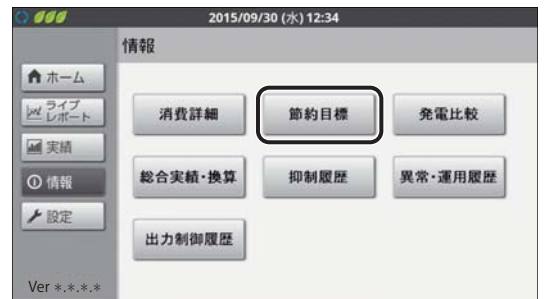 2015/09/30 (水) 12:34
情報
ホーム
ライブ
レポート
実績
情報
設定
Ver *.*.*.*
消費詳細
節約目標
発電比較
総合実績・換算
抑制履歴
異常・運用履歴
出力制御履歴